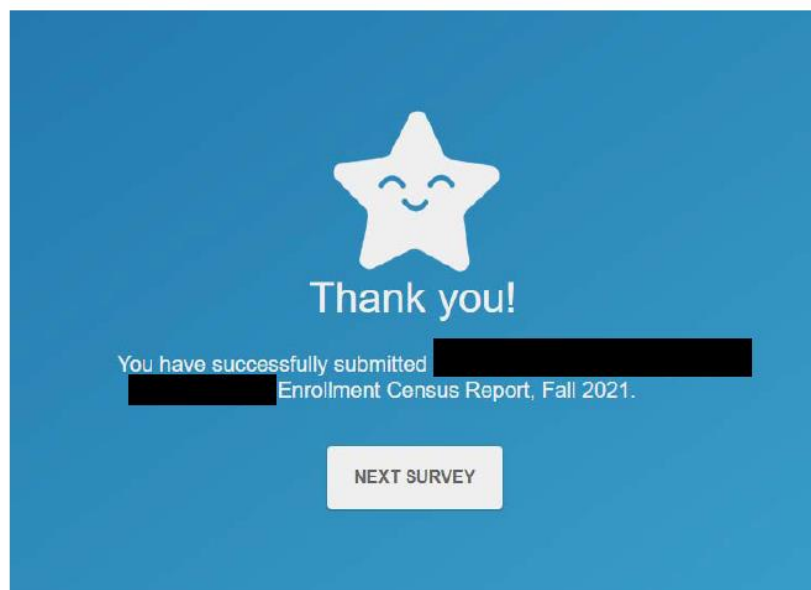 Thank you!
You have successfully submitted
Enrollment Census Report, Fall 2021.
NEXT SURVEY